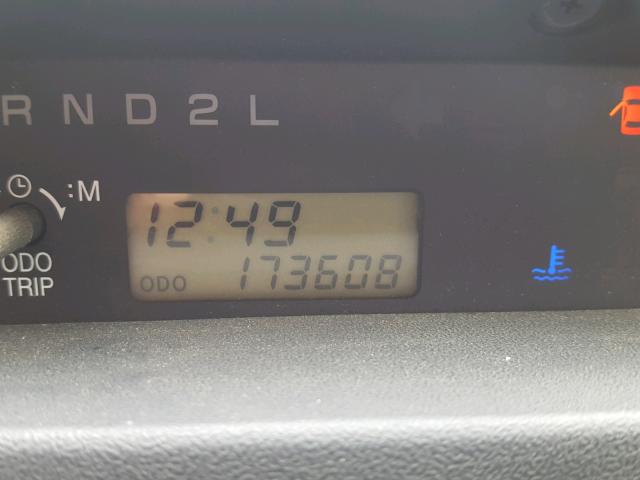 R N D 2 L
:M
12:49
ODO
TRIP
ODO 173608